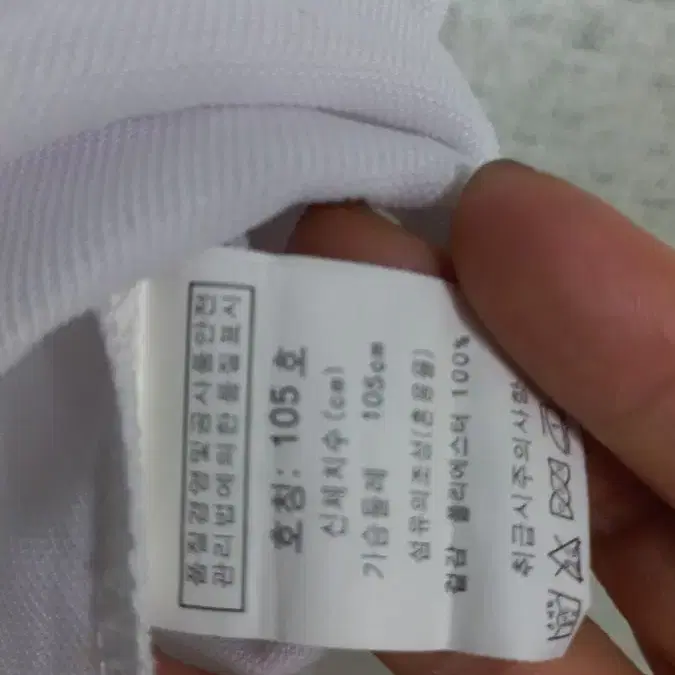 품질경영및공산품안전
관리법에의한품질표시
호칭: 105 호
신체치수(cm)
가슴둘레 105cm
섬유의조성(혼용율)
겉감 폴리에스터 100%
취급시주의사항